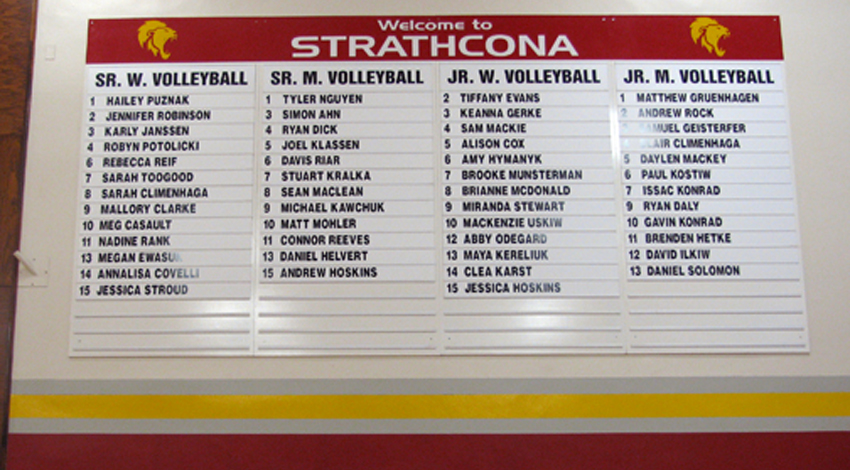 Welcome to
STRATHCONA
SR. W. VOLLEYBALL
1 HAILEY PUZNAK
2 JENNIFER ROBINSON
3 KARLY JANSSEN
4 ROBYN POTOLICKI
6 REBECCA REIF
7 SARAH TOOGOOD
8 SARAH CLIMENHAGA
9 MALLORY CLARKE
10 MEG CASAULT
11 NADINE RANK
13 MEGAN
14 ANNALISA COVELLI
15 JESSICA STROUD
SR. M. VOLLEYBALL
1 TYLER NGUYEN
3 SIMON AHN
4 RYAN DICK
5 JOEL KLASSEN
6 DAVIS RIAR
7 STUART KRALKA
8 SEAN MACLEAN
9 MICHAEL KAWCHUK
10 MATT MOHLER
11 CONNOR REEVES
13 DANIEL HELVERT
15 ANDREW HOSKINS
JR. W. VOLLEYBALL
2 TIFFANY EVANS
3 KEANNA GERKE
4 SAM MACKIE
5 ALISON COX
6 AMY HYMANYK
7 BROOKE MUNSTERMAN
8 BRIANNE MCDONALD
9 MIRANDA STEWART
10 MACKENZIE USKIW
12 ABBY ODEGARD
13 MAYA KERELIUK
14 CLEA KARST
15 JESSICA HOSKINS
JR. M. VOLLEYBALL
1 MATTHEW GRUENHAGEN
2 ANDREW ROCK
3 SAMUEL GEISTERFER
4 CLIMENHAGA
5 DAYLEN MACKEY
6 PAUL KOSTIW
7 ISSAC KONRAD
9 RYAN DALY
10 GAVIN KONRAD
11 BRENDEN HETKE
12 DAVID ILKIW
13 DANIEL SOLOMON